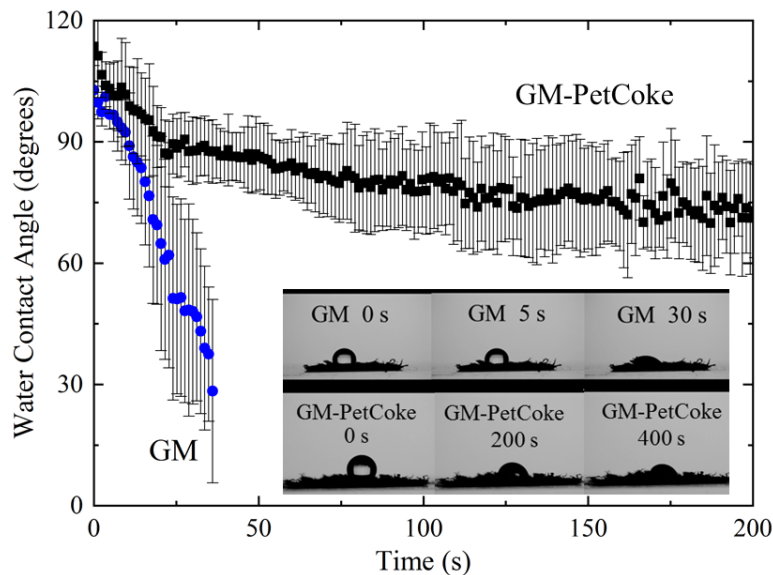 120
90
60
30
0
Water Contact Angle (degrees)
GM-PetCoke
GM
GM 0 s
GM 5 s
GM 30 s
GM-PetCoke
0 s
GM-PetCoke
200 s
GM-PetCoke
400 s
0
50
100
150
200
Time (s)